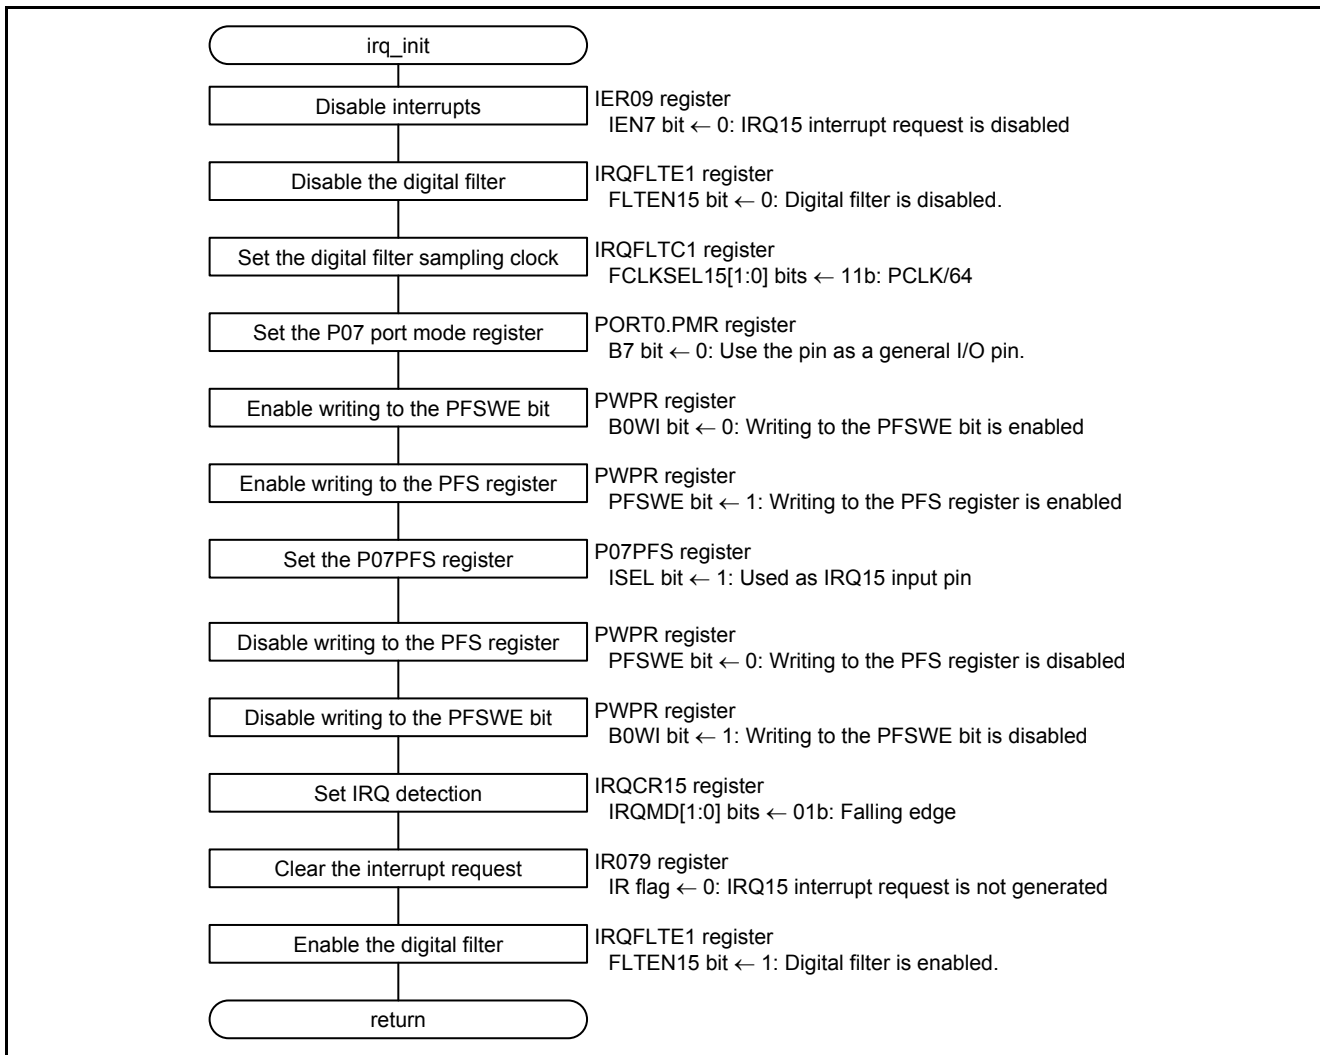 irq_init
Disable interrupts
IER09 register
IEN7 bit ← 0: IRQ15 interrupt request is disabled
Disable the digital filter
IRQFLTE1 register
FLTEN15 bit ← 0: Digital filter is disabled.
Set the digital filter sampling clock
IRQFLTC1 register
FCLKSEL15[1:0] bits ← 11b: PCLK/64
Set the P07 port mode register
PORT0.PMR register
B7 bit ← 0: Use the pin as a general I/O pin.
Enable writing to the PFSWE bit
PWPR register
B0WI bit ← 0: Writing to the PFSWE bit is enabled
Enable writing to the PFS register
PWPR register
PFSWE bit ← 1: Writing to the PFS register is enabled
Set the P07PFS register
P07PFS register
ISEL bit ← 1: Used as IRQ15 input pin
Disable writing to the PFS register
PWPR register
PFSWE bit ← 0: Writing to the PFS register is disabled
Disable writing to the PFSWE bit
PWPR register
B0WI bit ← 1: Writing to the PFSWE bit is disabled
Set IRQ detection
IRQCR15 register
IRQMD[1:0] bits ← 01b: Falling edge
Clear the interrupt request
IR079 register
IR flag ← 0: IRQ15 interrupt request is not generated
Enable the digital filter
IRQFLTE1 register
FLTEN15 bit ← 1: Digital filter is enabled.
return